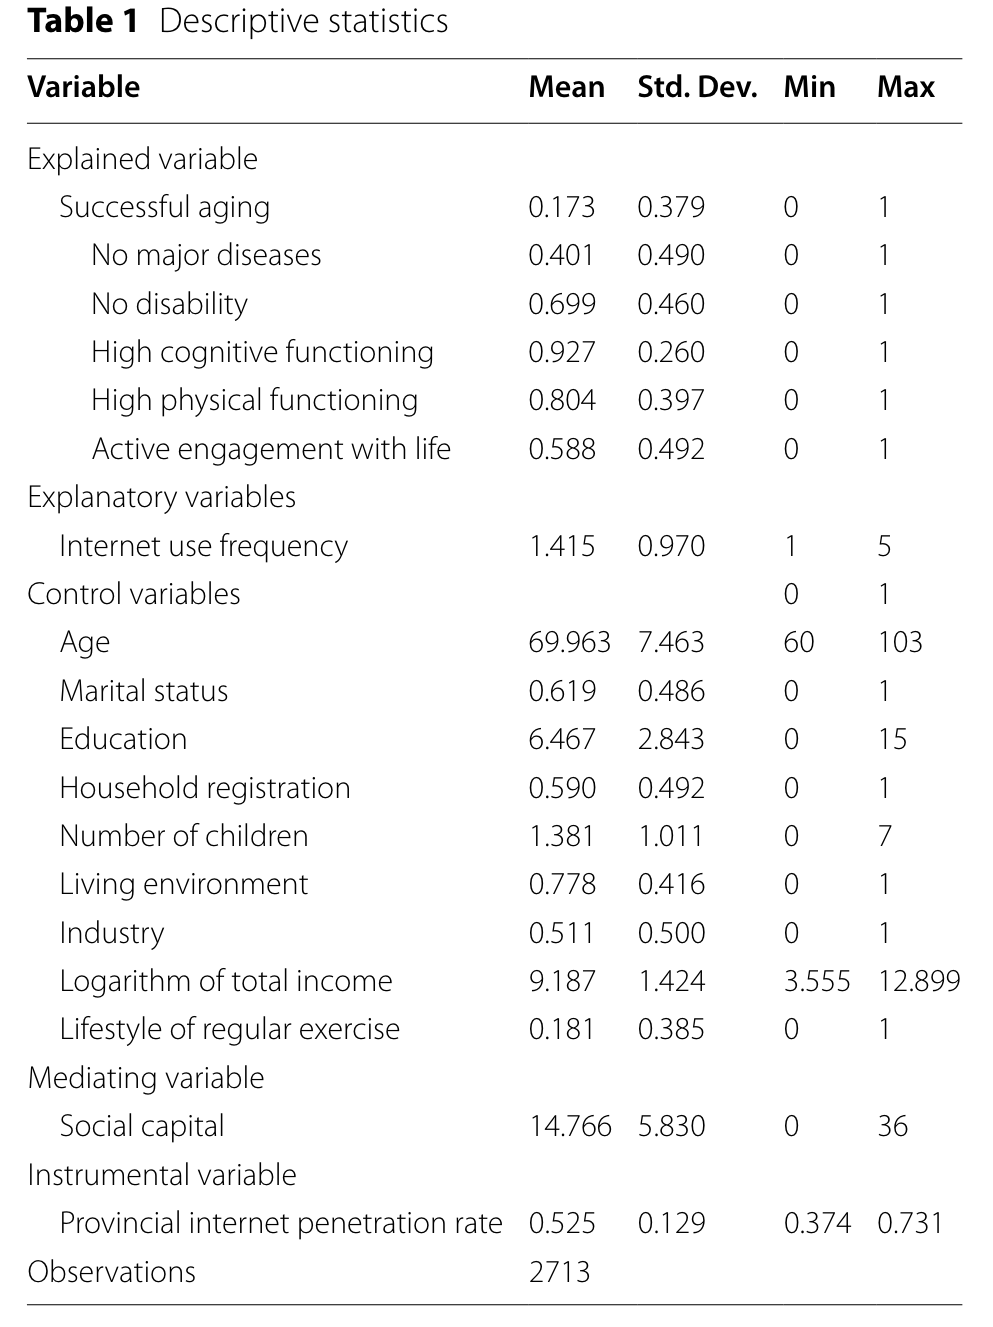 Table 1 Descriptive statistics
Variable Mean Std. Dev. Min Max
Explained variable
Successful aging 0.173 0.379 0 1
No major diseases 0.401 0.490 0 1
No disability 0.699 0.460 0 1
High cognitive functioning 0.927 0.260 0 1
High physical functioning 0.804 0.397 0 1
Active engagement with life 0.588 0.492 0 1
Explanatory variables
Internet use frequency 1.415 0.970 1 5
Control variables 0 1
Age 69.963 7.463 60 103
Marital status 0.619 0.486 0 1
Education 6.467 2.843 0 15
Household registration 0.590 0.492 0 1
Number of children 1.381 1.011 0 7
Living environment 0.778 0.416 0 1
Industry 0.511 0.500 0 1
Logarithm of total income 9.187 1.424 3.555 12.899
Lifestyle of regular exercise 0.181 0.385 0 1
Mediating variable
Social capital 14.766 5.830 0 36
Instrumental variable
Provincial internet penetration rate 0.525 0.129 0.374 0.731
Observations 2713